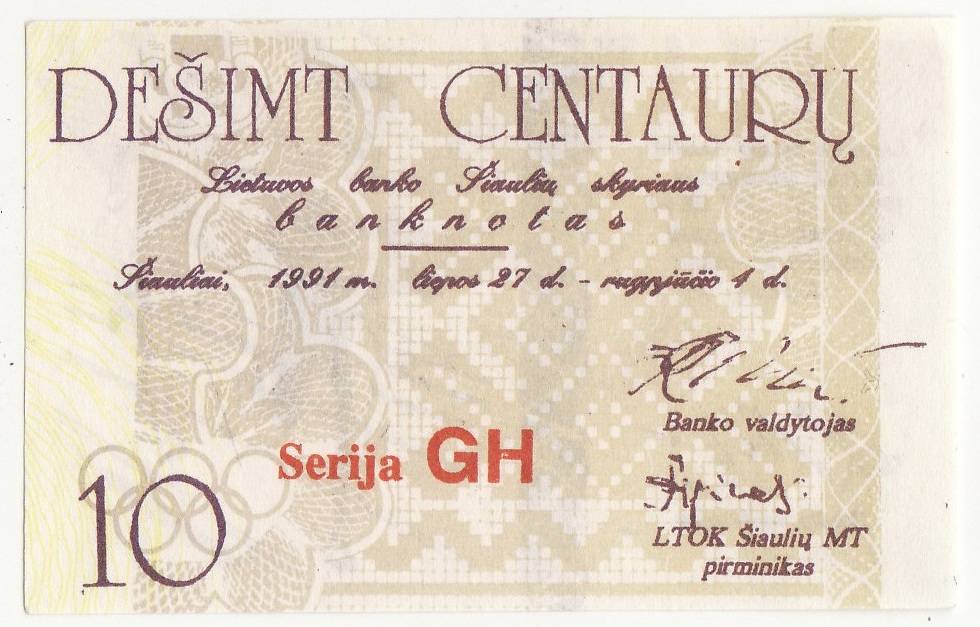 DEŠIMT CENTAURŲ
Lietuvos banko Šiaulių skyriaus
banknotas
Šiauliai, 1991 m. liepos 27 d. - rugpjūčio 4 d.
Banko valdytojas
Serija GH
LTOK Šiaulių MT
pirminikas
10